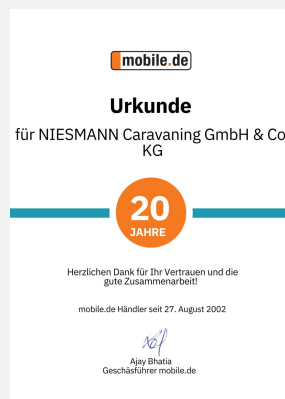 mobile.de
Urkunde
für NIESMANN Caravaning GmbH & Co
KG
20
JAHRE
Herzlichen Dank für Ihr Vertrauen und die
gute Zusammenarbeit!
mobile.de Händler seit 27. August 2002
Ajay Bhatia
Geschäsführer mobile.de